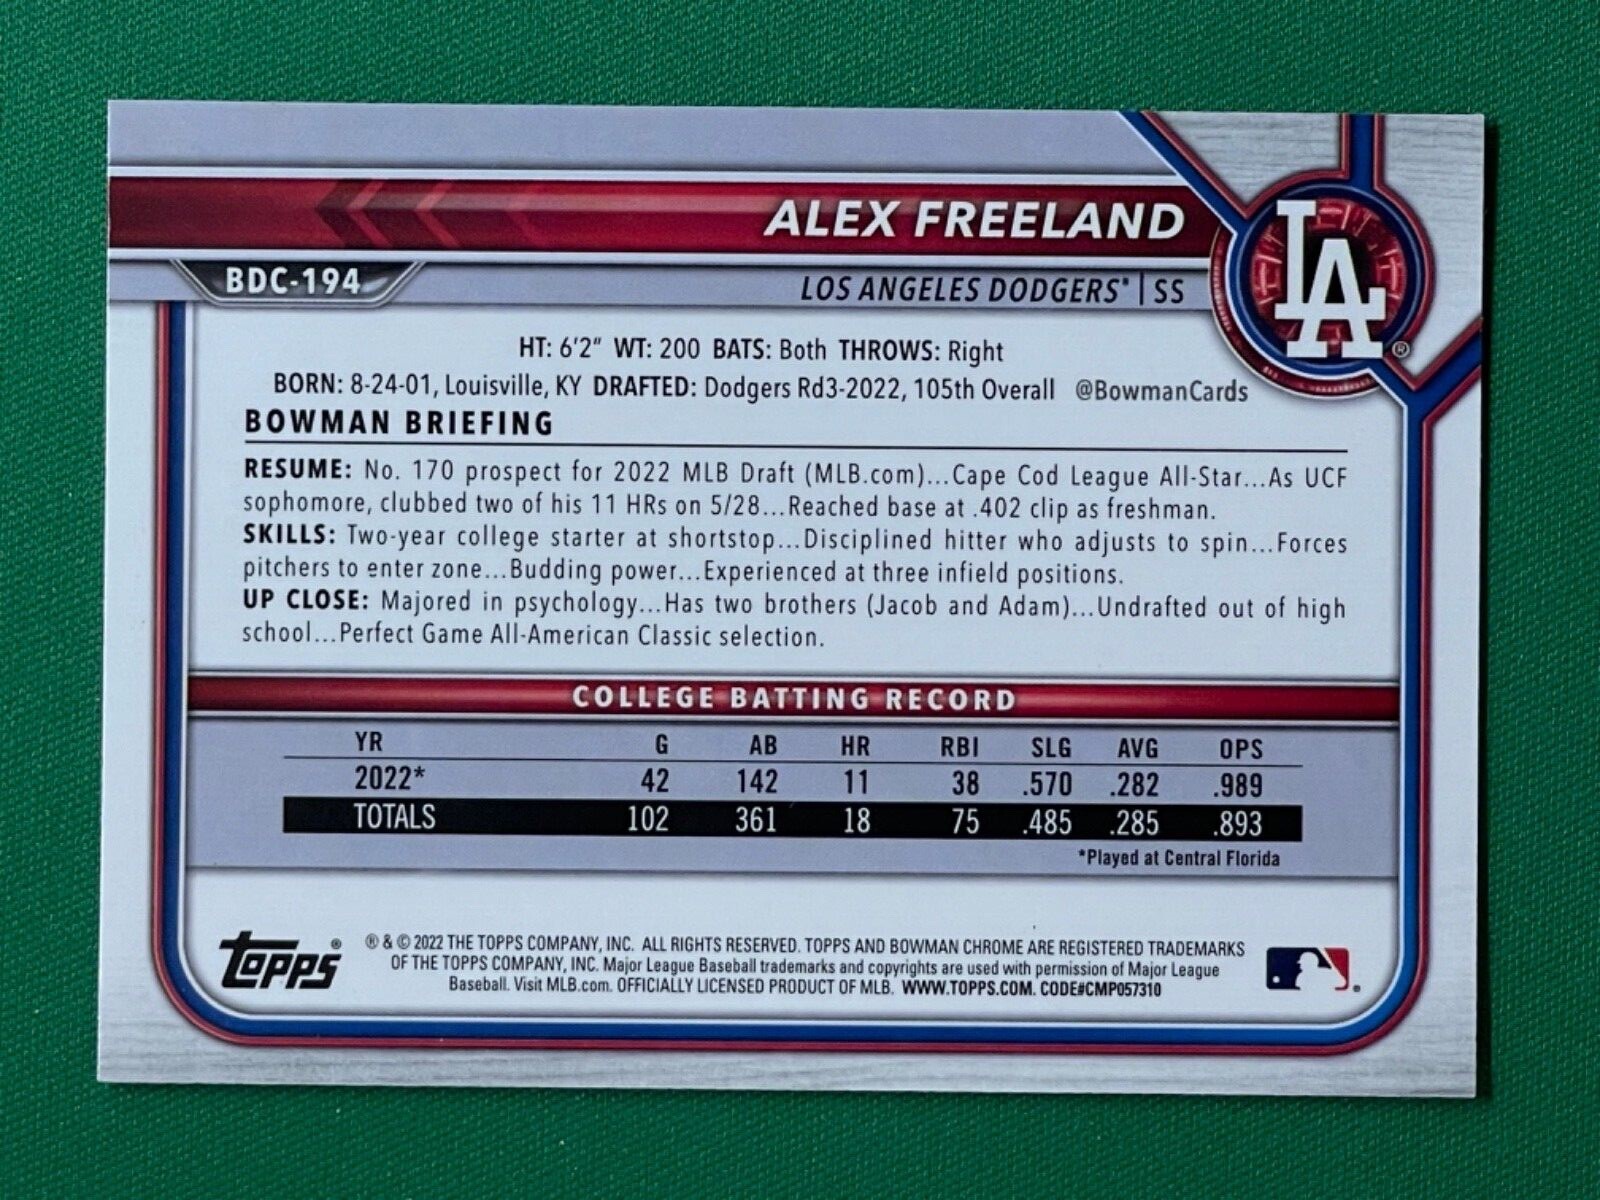 ALEX FREELAND
BDC-194
LOS ANGELES DODGERS® | SS
LA®
HT: 6'2" WT: 200 BATS: Both THROWS: Right
BORN: 8-24-01, Louisville, KY DRAFTED: Dodgers Rd3-2022, 105th Overall @BowmanCards
BOWMAN BRIEFING
RESUME: No. 170 prospect for 2022 MLB Draft (MLB.com)...Cape Cod League All-Star...As UCF
sophomore, clubbed two of his 11 HRs on 5/28...Reached base at .402 clip as freshman.
SKILLS: Two-year college starter at shortstop...Disciplined hitter who adjusts to spin...Forces
pitchers to enter zone...Budding power...Experienced at three infield positions.
UP CLOSE: Majored in psychology...Has two brothers (Jacob and Adam)...Undrafted out of high
school...Perfect Game All-American Classic selection.
COLLEGE BATTING RECORD
YR G AB HR RBI SLG AVG OPS
2022* 42 142 11 38 .570 .282 .989
TOTALS 102 361 18 75 .485 .285 .893
*Played at Central Florida
topps®
® & © 2022 THE TOPPS COMPANY, INC. ALL RIGHTS RESERVED. TOPPS AND BOWMAN CHROME ARE REGISTERED TRADEMARKS
OF THE TOPPS COMPANY, INC. Major League Baseball trademarks and copyrights are used with permission of Major League
Baseball. Visit MLB.com. OFFICIALLY LICENSED PRODUCT OF MLB. WWW.TOPPS.COM. CODE#CMP057310